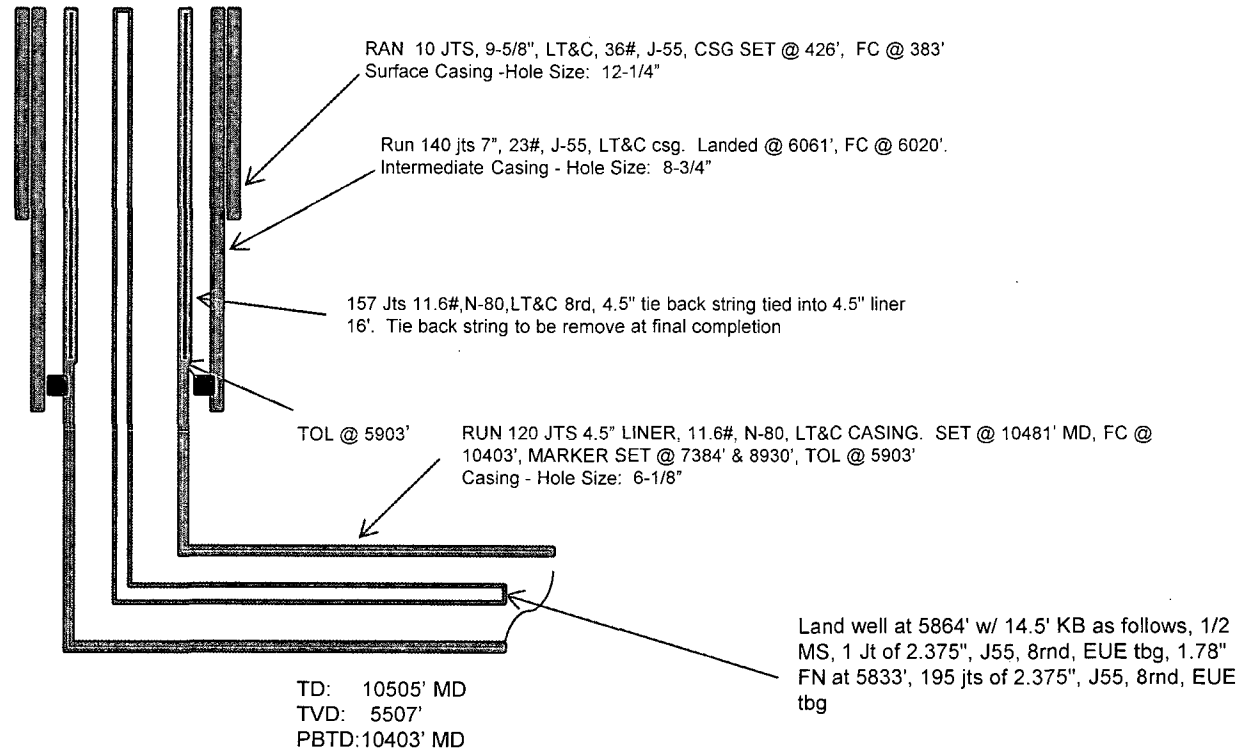 RAN 10 JTS, 9-5/8", LT&C, 36#, J-55, CSG SET @ 426', FC @ 383'
Surface Casing -Hole Size: 12-1/4"
Run 140 jts 7", 23#, J-55, LT&C csg. Landed @ 6061', FC @ 6020'.
Intermediate Casing - Hole Size: 8-3/4"
157 Jts 11.6#,N-80,LT&C 8rd, 4.5" tie back string tied into 4.5" liner
16'. Tie back string to be remove at final completion
TOL @ 5903'
RUN 120 JTS 4.5" LINER, 11.6#, N-80, LT&C CASING. SET @ 10481' MD, FC @
10403', MARKER SET @ 7384' & 8930', TOL @ 5903'
Casing - Hole Size: 6-1/8"
Land well at 5864' w/ 14.5' KB as follows, 1/2
MS, 1 Jt of 2.375", J55, 8rnd, EUE tbg, 1.78"
FN at 5833', 195 jts of 2.375", J55, 8rnd, EUE
tbg
TD: 10505' MD
TVD: 5507'
PBTD:10403' MD